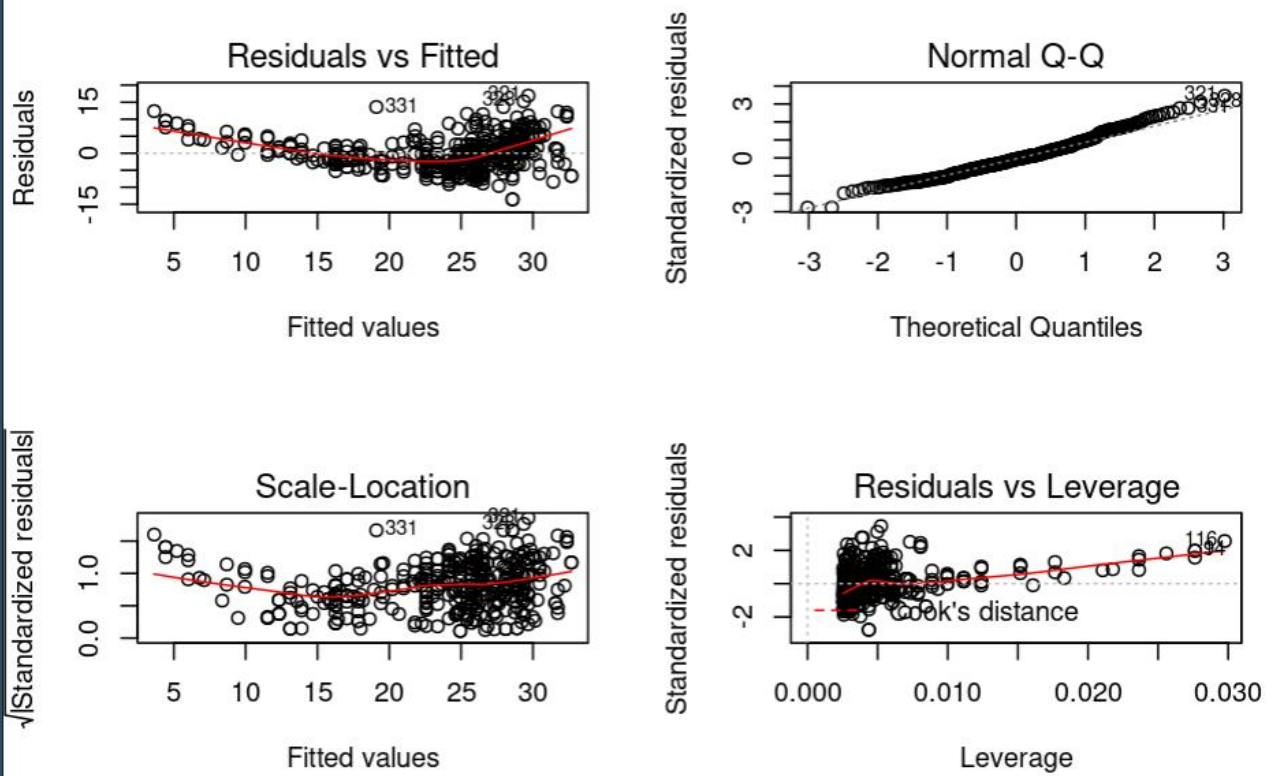 Residuals vs Fitted
Residuals
15
0
-15
331
5 10 15 20 25 30
Fitted values
Normal Q-Q
Standardized residuals
3
0
-3
321
-3 -2 -1 0 1 2 3
Theoretical Quantiles
Scale-Location
√|Standardized residuals|
1.0
0.0
331
5 10 15 20 25 30
Fitted values
Residuals vs Leverage
Standardized residuals
2
-2
116
Cook's distance
0.000 0.010 0.020 0.030
Leverage